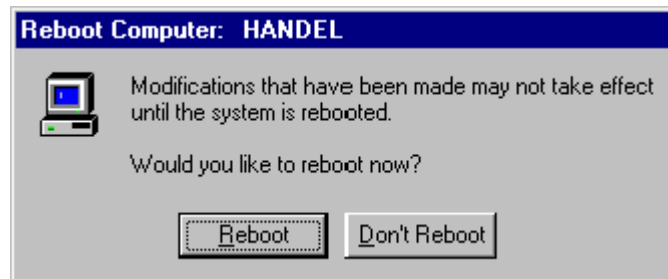 Reboot Computer: HANDEL
Modifications that have been made may not take effect
until the system is rebooted.
Would you like to reboot now?
Reboot
Don't Reboot